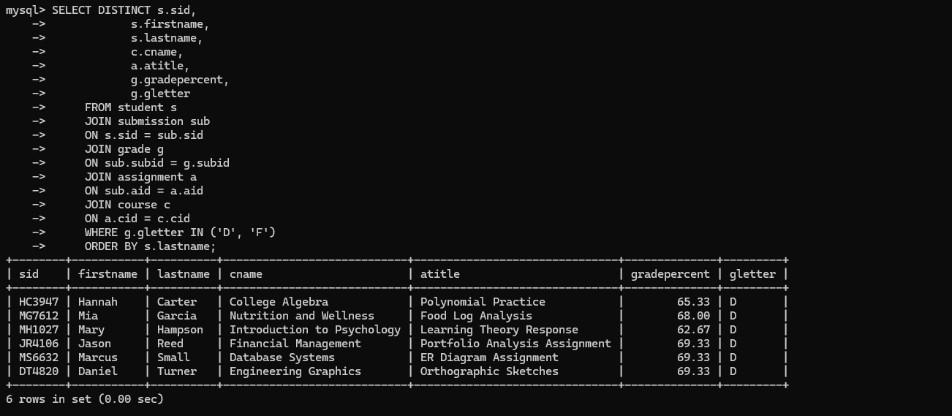 mysql> SELECT DISTINCT s.sid,
    ->             s.firstname,
    ->             s.lastname,
    ->             c.cname,
    ->             a.atitle,
    ->             g.gradepercent,
    ->             g.gletter
    ->      FROM student s
    ->      JOIN submission sub
    ->      ON s.sid = sub.sid
    ->      JOIN grade g
    ->      ON sub.subid = g.subid
    ->      JOIN assignment a
    ->      ON sub.aid = a.aid
    ->      JOIN course c
    ->      ON a.cid = c.cid
    ->      WHERE g.gletter IN ('D', 'F')
    ->      ORDER BY s.lastname;
+--------+-----------+----------+----------------------------+-------------------------------+--------------+---------+
| sid    | firstname | lastname | cname                      | atitle                        | gradepercent | gletter |
+--------+-----------+----------+----------------------------+-------------------------------+--------------+---------+
| HC3947 | Hannah    | Carter   | College Algebra            | Polynomial Practice           |        65.33 | D       |
| MG7612 | Mia       | Garcia   | Nutrition and Wellness     | Food Log Analysis             |        68.00 | D       |
| MH1027 | Mary      | Hampson  | Introduction to Psychology | Learning Theory Response      |        62.67 | D       |
| JR4106 | Jason     | Reed     | Financial Management       | Portfolio Analysis Assignment |        69.33 | D       |
| MS6632 | Marcus    | Small    | Database Systems           | ER Diagram Assignment         |        69.33 | D       |
| DT4820 | Daniel    | Turner   | Engineering Graphics       | Orthographic Sketches         |        69.33 | D       |
+--------+-----------+----------+----------------------------+-------------------------------+--------------+---------+
6 rows in set (0.00 sec)